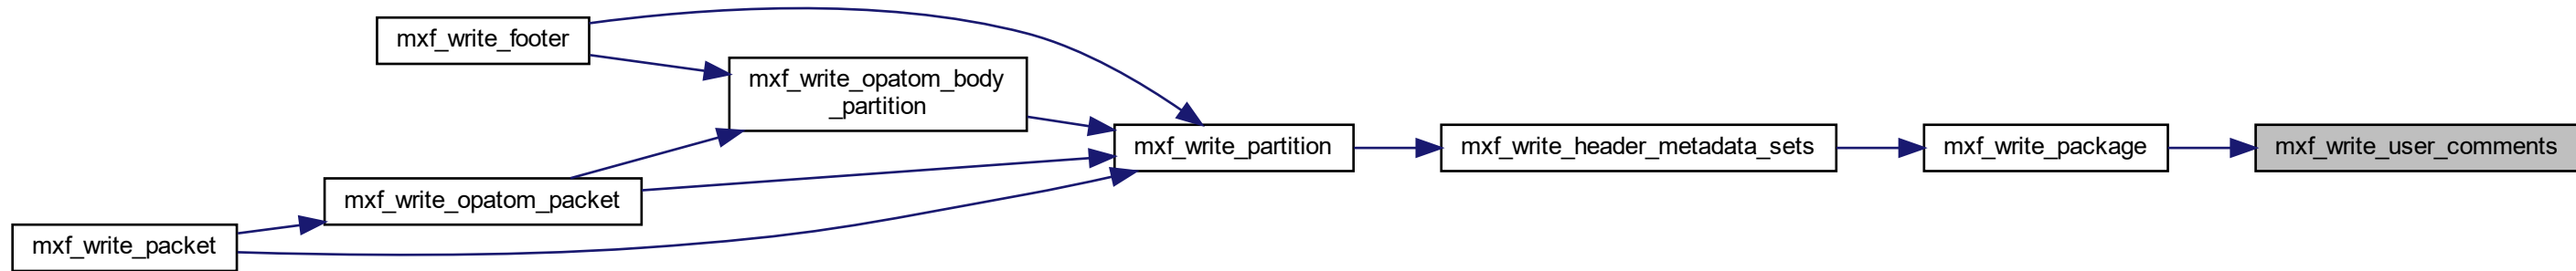 mxf_write_footer
mxf_write_opatom_body
_partition
mxf_write_partition
mxf_write_header_metadata_sets
mxf_write_package
mxf_write_user_comments
mxf_write_opatom_packet
mxf_write_packet